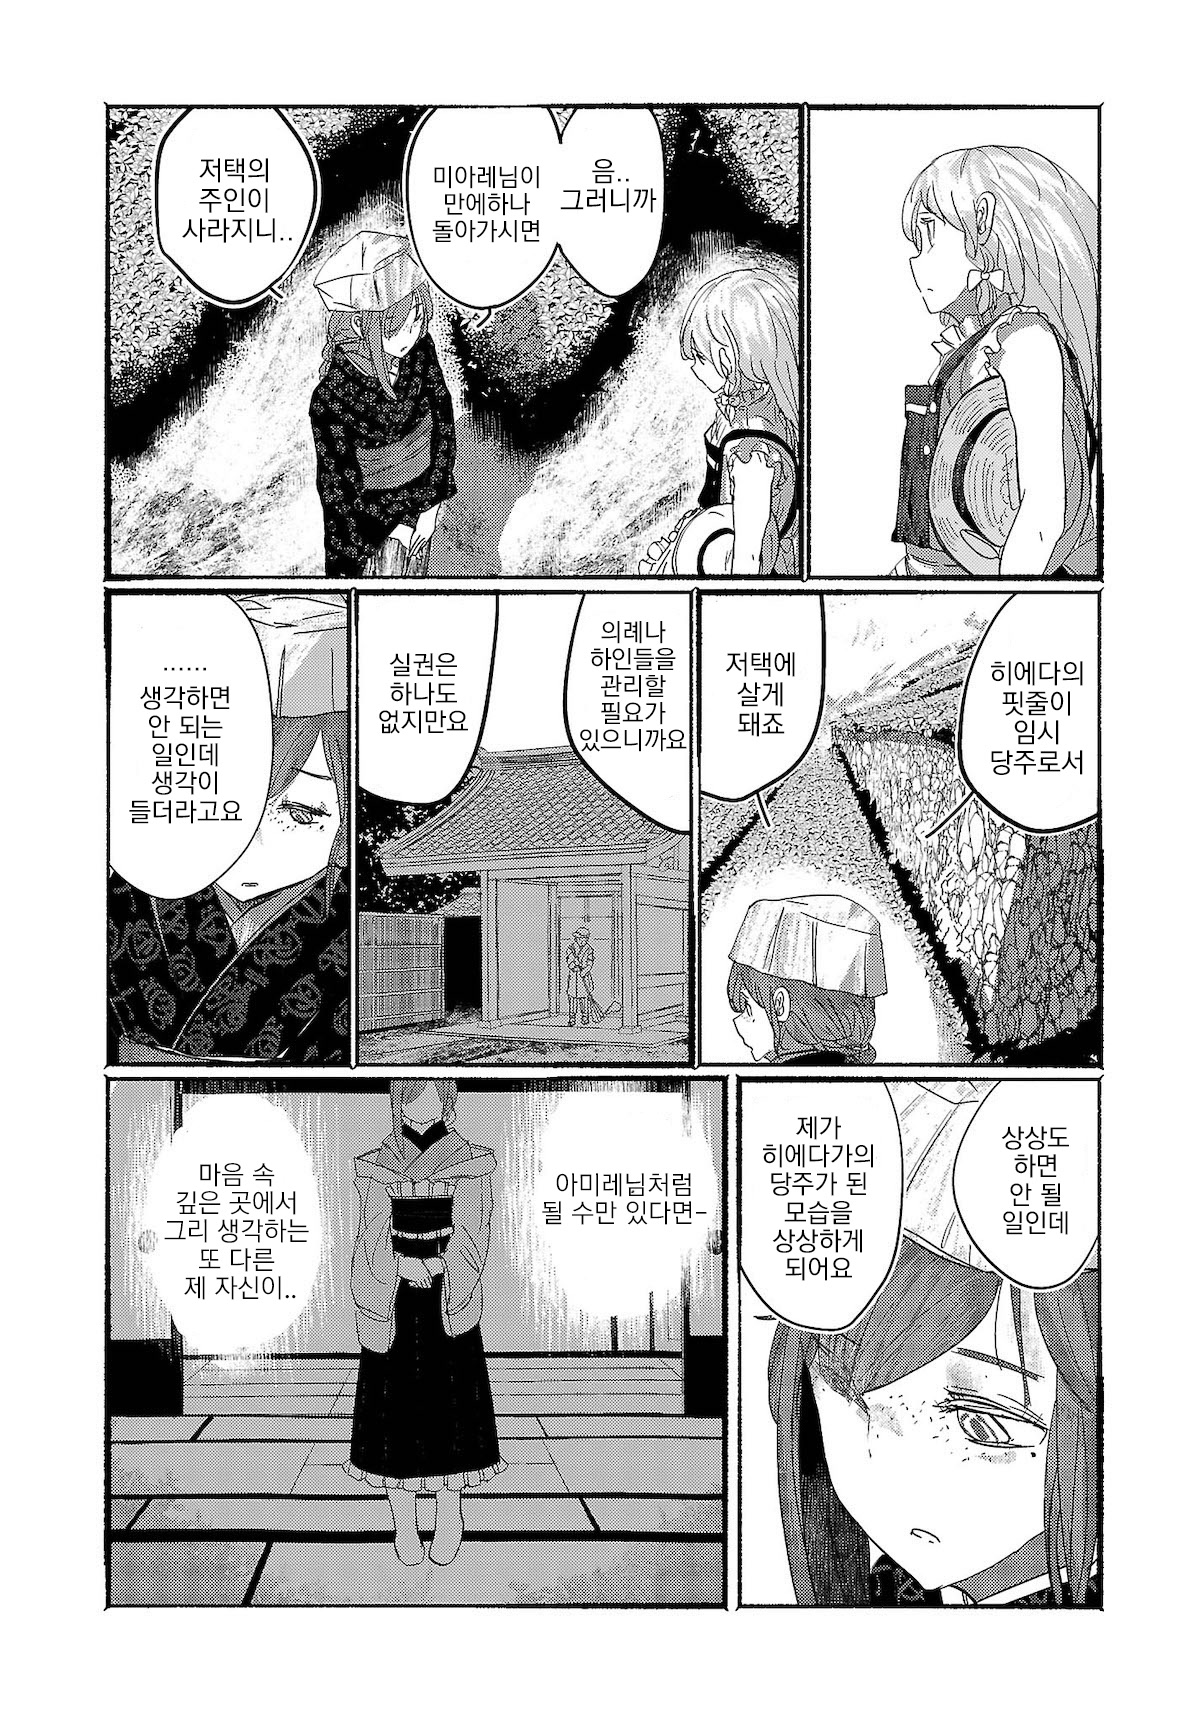 음..
그러니까
미아레님이
만에하나
돌아가시면
저택의
주인이
사라지니..
히에다의
핏줄이
임시
당주로서
저택에
살게
돼죠
의례나
하인들을
관리할
필요가
있으니까요
실권은
하나도
없지만요
......
생각하면
안 되는
일인데
생각이
들더라고요
상상도
하면
안 될
일인데
제가
히에다가의
당주가 된
모습을
상상하게
되어요
아미레님처럼
될 수만 있다면-
마음 속
깊은 곳에서
그리 생각하는
또 다른
제 자신이..